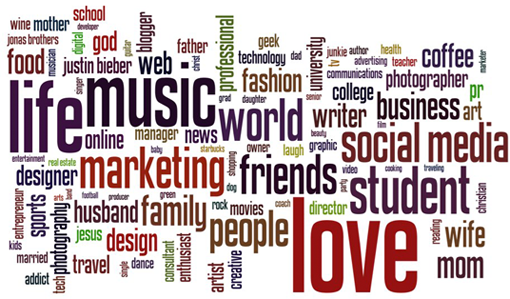 wine
mother
school
developer
jonas brothers
musician
digital
god
guitar
blogger
father
christ
professional
geek
technology
dad
university
junkie
author
health
tv
advertising
teacher
coffee
marketer
food
justin bieber
web
singer
fashion
communications
photographer
pr
life
music
grad
daughter
senior
college
writer
business
art
online
manager
news
world
beauty
film
graphic
social media
entertainment
real estate
baby
starbucks
shopping
owner
laugh
video
cooking
traveling
designer
marketing
dog
friends
party
student
christian
entrepreneur
sports
arts
kind
football
producer
green
rock
movies
coach
director
photography
husband
family
people
love
reading
wife
kids
jesus
design
consultant
enthusiast
artist
creative
married
addict
tech
travel
single
dance
mom